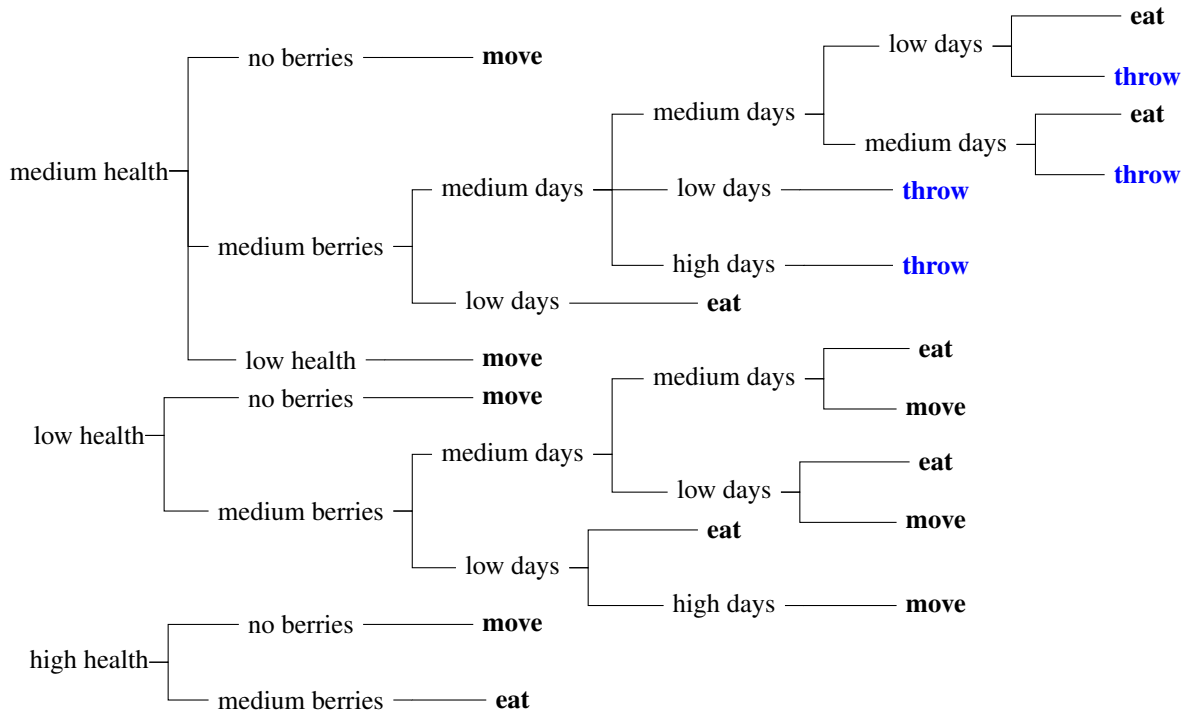 medium health
no berries
move
medium berries
medium days
medium days
low days
eat
throw
medium days
eat
throw
low days
throw
high days
throw
low days
eat
low health
move
low health
no berries
move
medium berries
medium days
medium days
eat
move
low days
eat
move
low days
eat
high days
move
high health
no berries
move
medium berries
eat